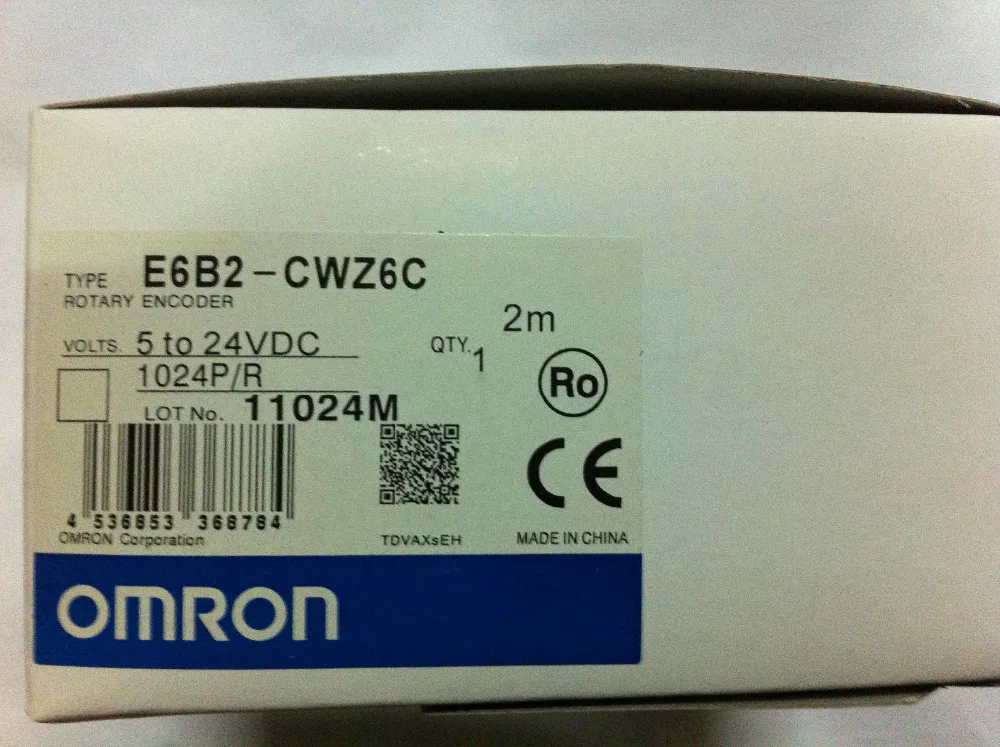 TYPE E6B2-CWZ6C
ROTARY ENCODER
2m
VOLTS. 5 to 24VDC
QTY. 1
1024P/R
Ro
LOT No. 11024M
CE
4 536853 368784
OMRON Corporation
TDVAXsEH
MADE IN CHINA
OMRON